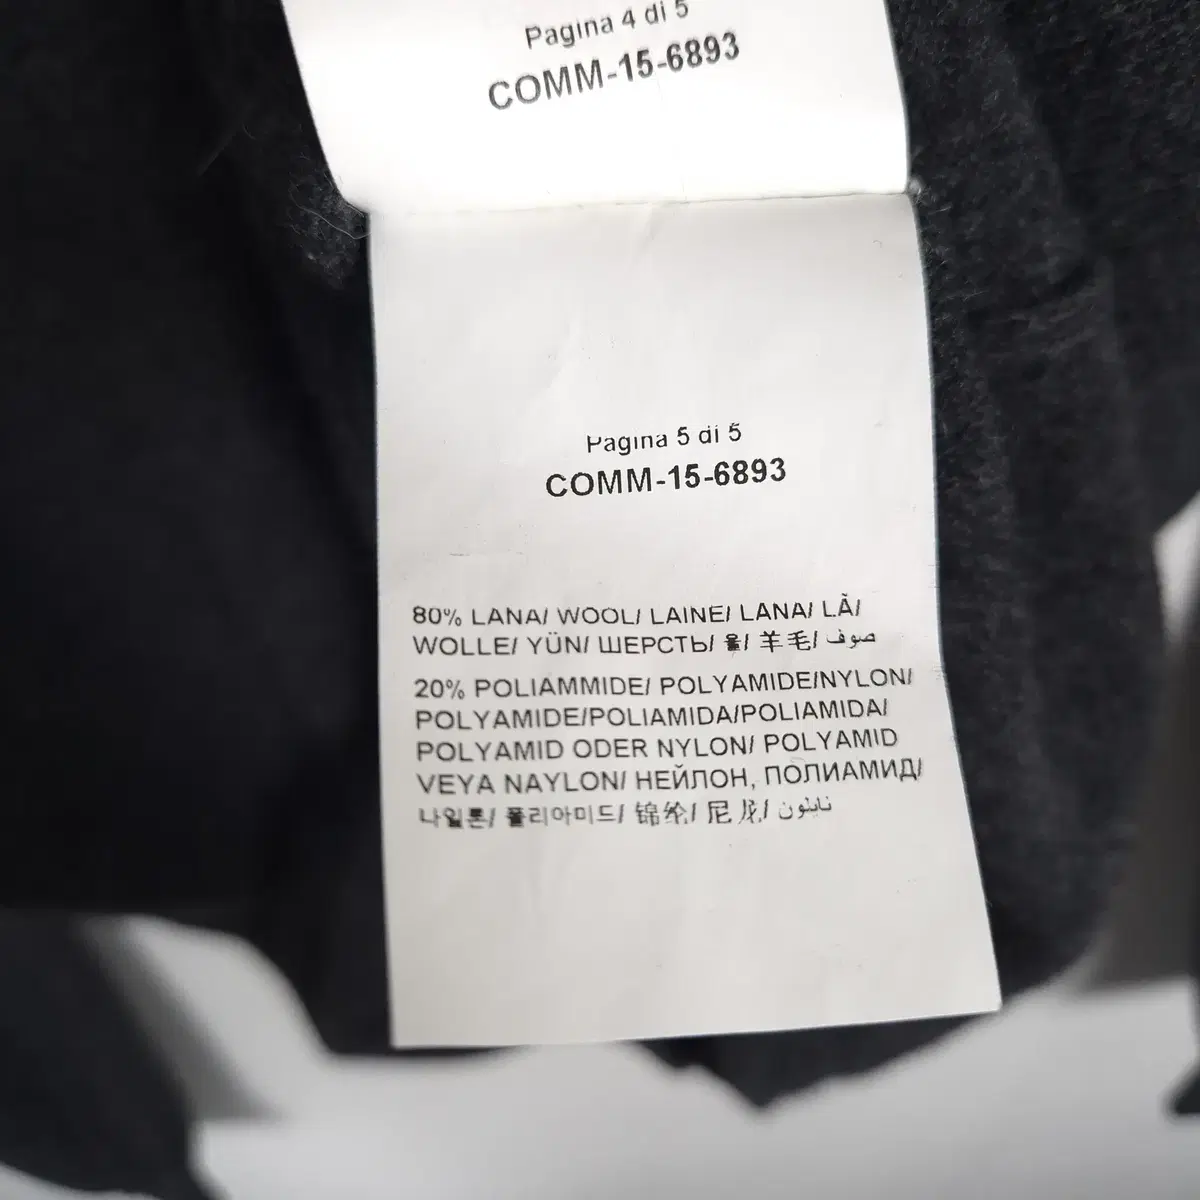 Pagina 4 di 5
COMM-15-6893
Pagina 5 di 5
COMM-15-6893
80% LANA/ WOOL/ LAINE/ LANA/ LÃ/
WOLLE/ YÜN/ ШЕРСТЬ/ 울/ 羊毛/ صوف
20% POLIAMMIDE/ POLYAMIDE/NYLON/
POLYAMIDE/POLIAMIDA/POLIAMIDA/
POLYAMID ODER NYLON/ POLYAMID
VEYA NAYLON/ НЕЙЛОН, ПОЛИАМИД/
나일론/ 폴리아미드/ 锦纶/ 尼龙/ نايلون